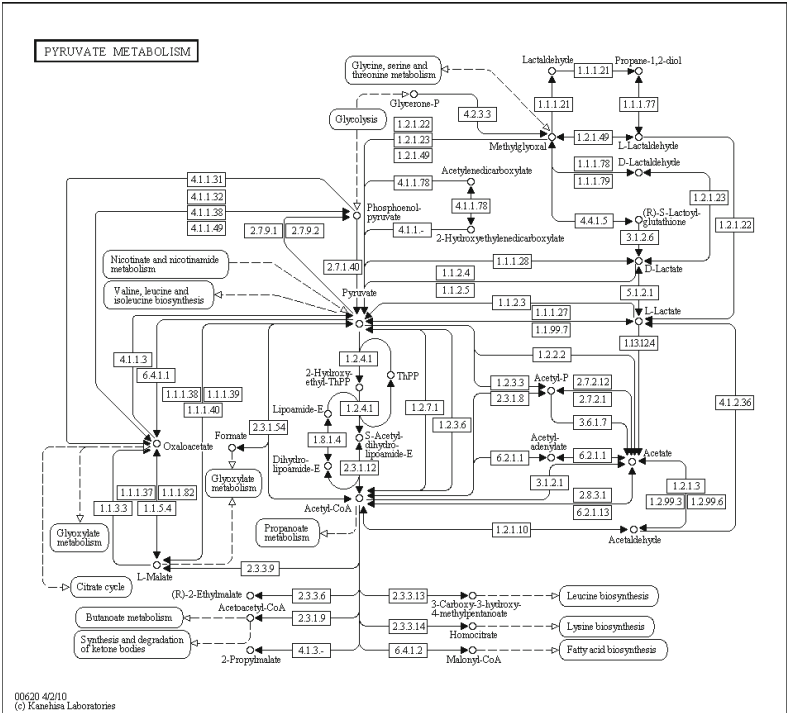 PYRUVATE METABOLISM
Glycine, serine and
threonine metabolism
Lactaldehyde
Propane-1,2-diol
1.1.1.21
Glycerone-P
1.1.1.21
1.1.1.77
Glycolysis
4.2.3.3
1.2.1.22
1.2.1.23
1.2.1.49
1.2.1.49
Methylglyoxal
L-Lactaldehyde
D-Lactaldehyde
1.1.1.78
1.1.1.79
Acetylenedicarboxylate
4.1.1.31
4.1.1.32
4.1.1.38
4.1.1.49
4.1.1.78
4.1.1.78
1.2.1.23
1.2.1.22
Phosphoenol-
pyruvate
4.4.1.5
(R)-S-Lactoyl-
glutathione
2.7.9.1
2.7.9.2
4.1.1.-
2-Hydroxyethylenedicarboxylate
3.1.2.6
Nicotinate and nicotinamide
metabolism
2.7.1.40
1.1.1.28
D-Lactate
1.1.2.4
1.1.2.5
Valine, leucine and
isoleucine biosynthesis
Pyruvate
5.1.2.1
1.1.2.3
1.1.1.27
1.1.99.7
L-Lactate
1.13.12.4
4.1.1.3
6.4.1.1
1.2.4.1
1.2.2.2
2-Hydroxy-
ethyl-ThPP
ThPP
Acetyl-P
1.2.3.3
2.3.1.8
2.7.2.12
2.7.2.1
1.1.1.38
1.1.1.39
1.1.1.40
1.2.4.1
1.2.7.1
1.2.3.6
3.6.1.7
4.1.2.36
Lipoamide-E
2.3.1.54
Formate
Oxaloacetate
1.8.1.4
S-Acetyl-
dihydro-
lipoamide-E
Acetyl-
adenylate
6.2.1.1
6.2.1.1
Acetate
Dihydro-
lipoamide-E
2.3.1.12
Glyoxylate
metabolism
3.1.2.1
2.8.3.1
6.2.1.13
1.2.1.3
1.2.99.3
1.2.99.6
1.1.1.37
1.1.1.82
1.1.3.3
1.1.5.4
Acetyl-CoA
Glyoxylate
metabolism
Propanoate
metabolism
1.2.1.10
Acetaldehyde
L-Malate
2.3.3.9
Citrate cycle
(R)-2-Ethylmalate
2.3.3.6
2.3.3.13
3-Carboxy-3-hydroxy-
4-methylpentanoate
Leucine biosynthesis
Butanoate metabolism
Acetoacetyl-CoA
2.3.1.9
2.3.3.14
Homocitrate
Lysine biosynthesis
Synthesis and degradation
of ketone bodies
2-Propylmalate
4.1.3.-
6.4.1.2
Malonyl-CoA
Fatty acid biosynthesis
00620 4/2/10
(c) Kanehisa Laboratories